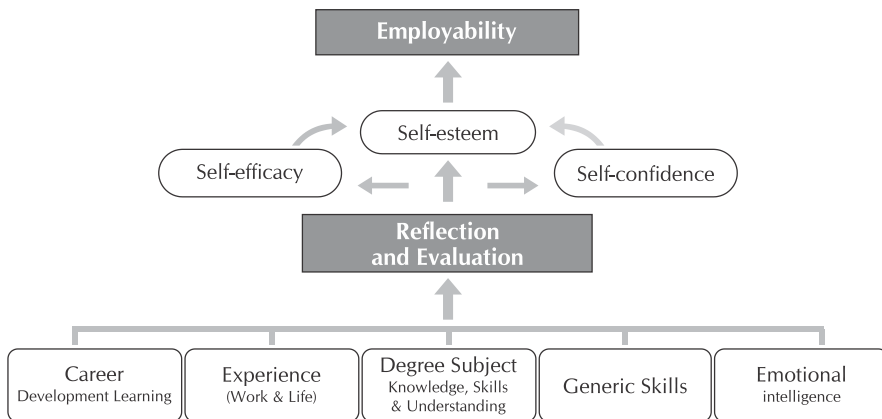 Employability
Self-esteem
Self-efficacy
Self-confidence
Reflection
and Evaluation
Career
Development Learning
Experience
(Work & Life)
Degree Subject
Knowledge, Skills
& Understanding
Generic Skills
Emotional
intelligence